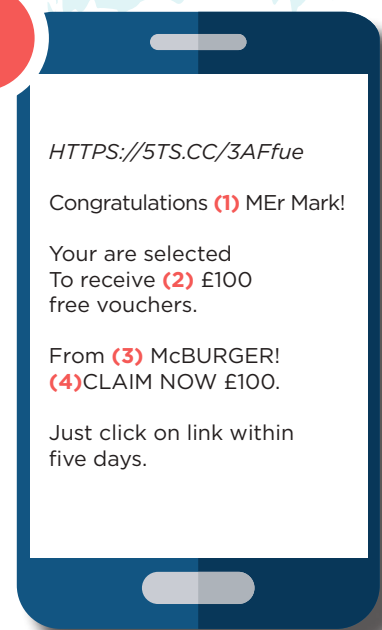 HTTPS://5TS.CC/3AFfue
Congratulations (1) MEr Mark!
Your are selected
To receive (2) £100
free vouchers.
From (3) McBURGER!
(4)CLAIM NOW £100.
Just click on link within
five days.